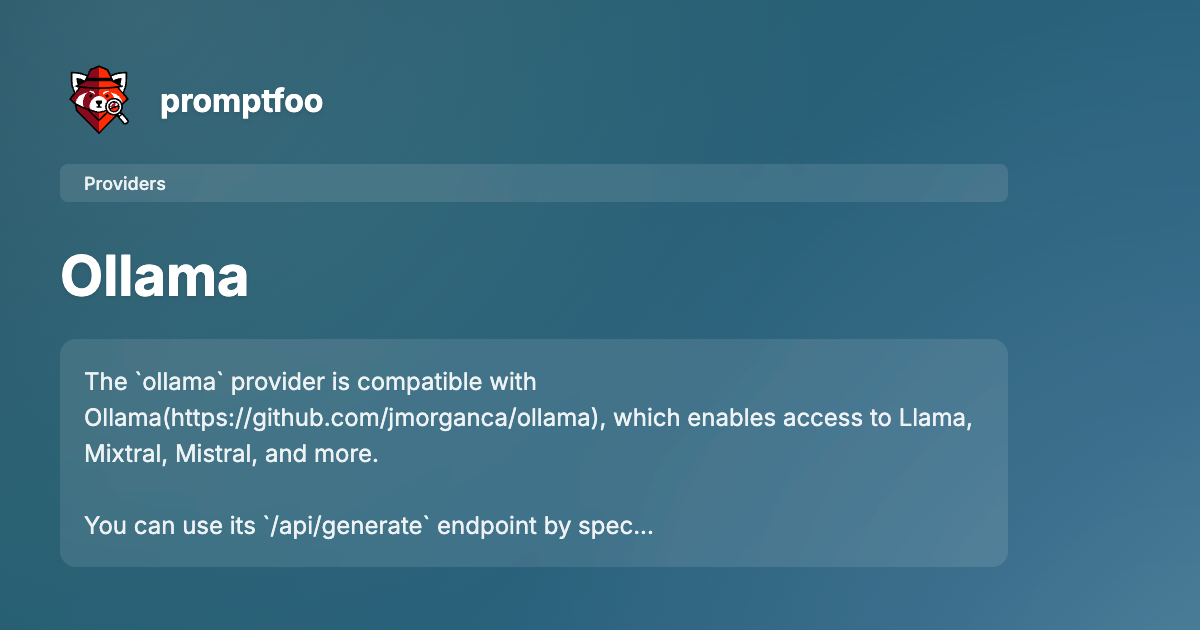 promptfoo
Providers
Ollama
The `ollama` provider is compatible with
Ollama(https://github.com/jmorganca/ollama), which enables access to Llama,
Mixtral, Mistral, and more.
You can use its `/api/generate` endpoint by spec...